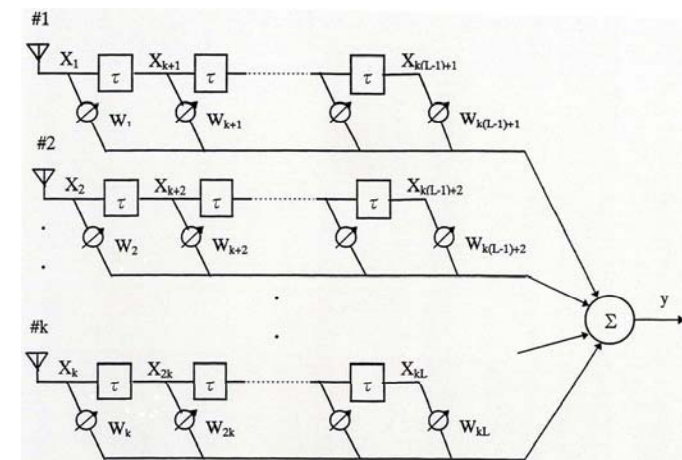 #1
X₁ τ Xₖ₊₁ τ τ Xₖ₍L₋₁₎₊₁
W₁ Wₖ₊₁ Wₖ₍L₋₁₎₊₁
#2
X₂ τ Xₖ₊₂ τ τ Xₖ₍L₋₁₎₊₂
W₂ Wₖ₊₂ Wₖ₍L₋₁₎₊₂
y
Σ
#k
Xₖ τ X₂ₖ τ τ XₖL
Wₖ W₂ₖ WₖL